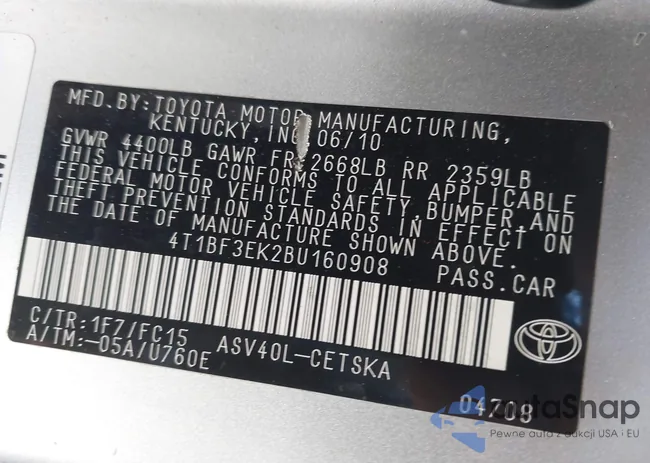 MFD.BY:TOYOTA MOTOR MANUFACTURING,
KENTUCKY,INC 06/10
GVWR 4400LB GAWR FR 2668LB RR 2359LB
THIS VEHICLE CONFORMS TO ALL APPLICABLE
FEDERAL MOTOR VEHICLE SAFETY,BUMPER,AND
THEFT PREVENTION STANDARDS IN EFFECT ON
THE DATE OF MANUFACTURE SHOWN ABOVE.
4T1BF3EK2BU160908 PASS.CAR
C/TR:1F7/FC15
A/TM:-05A/U760E ASV40L-CETSKA
04708
autaSnap
Pewne auta z aukcji USA i EU